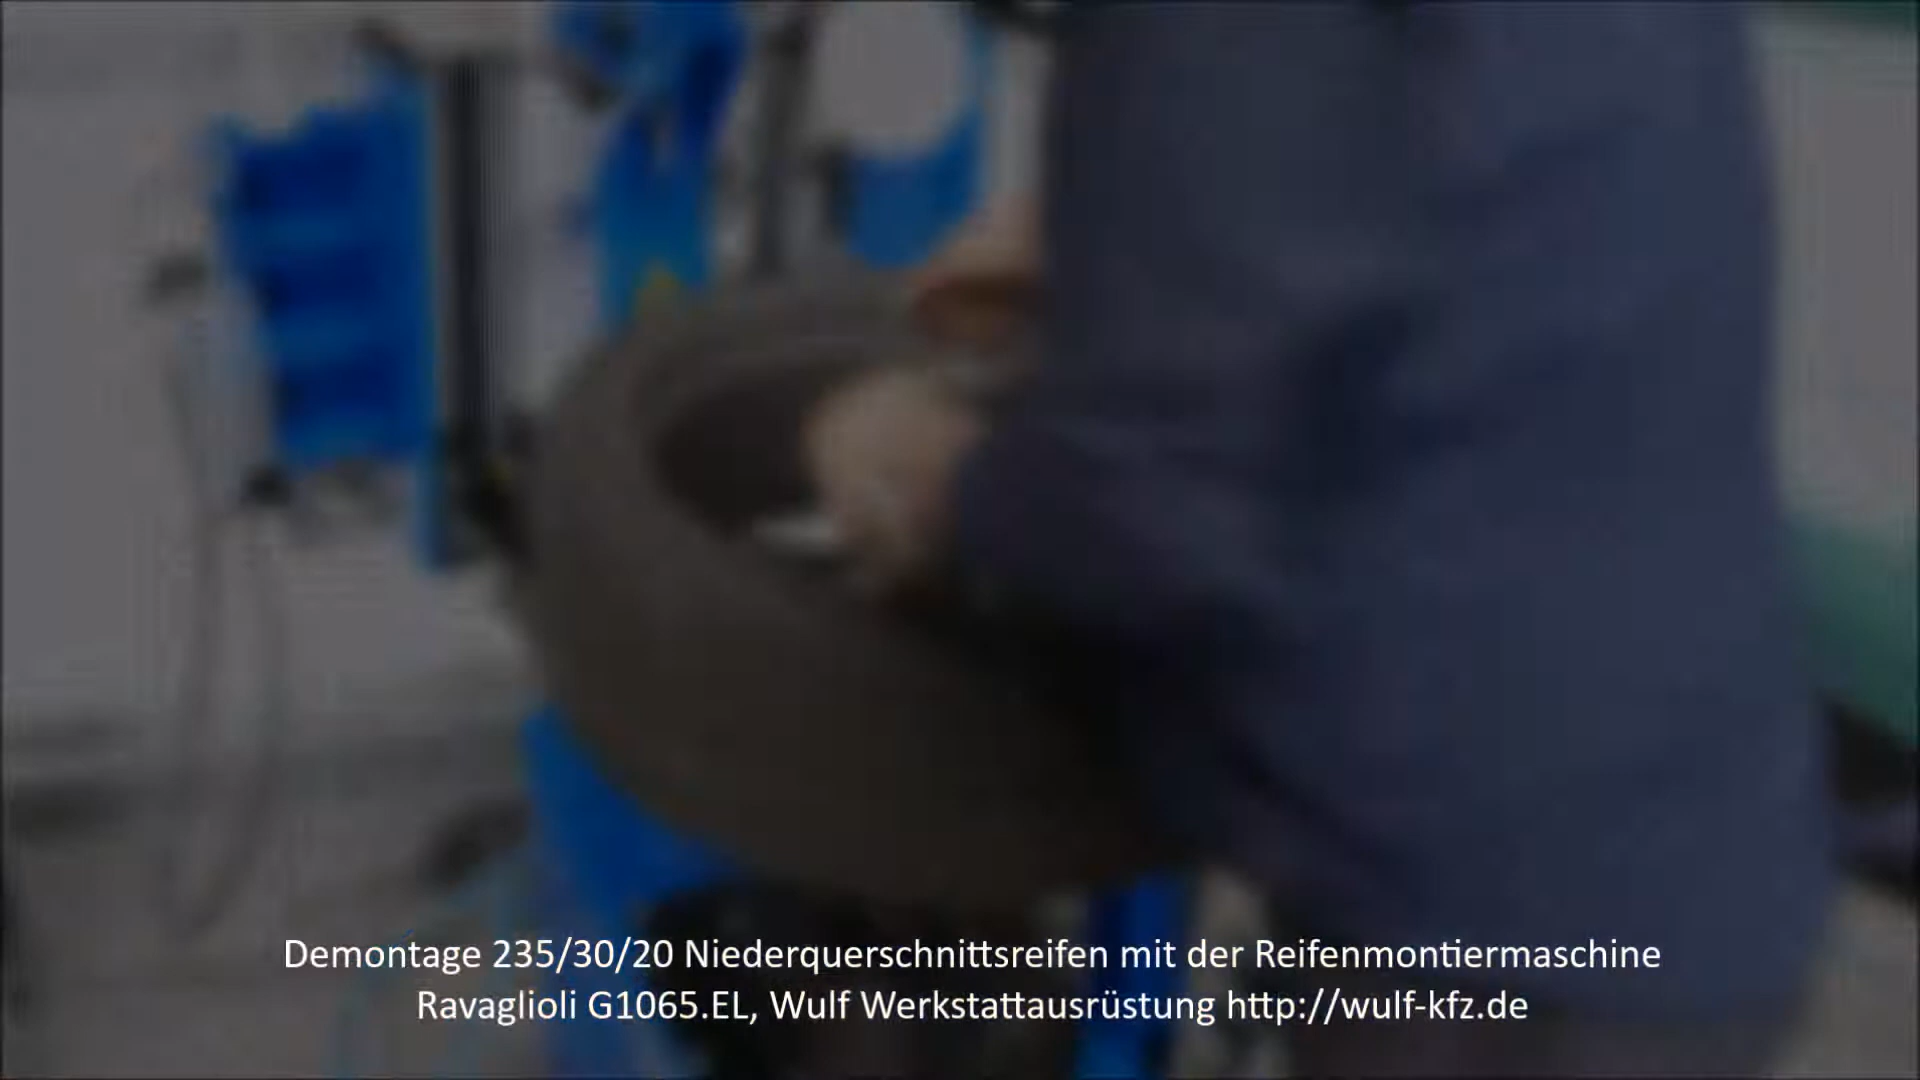 Demontage 235/30/20 Niederquerschnittsreifen mit der Reifenmontiermaschine
Ravaglioli G1065.EL, Wulf Werkstattausrüstung http://wulf-kfz.de